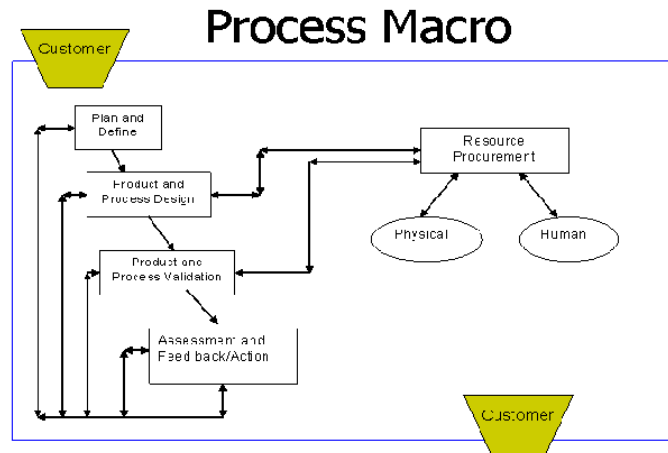 Process Macro
Customer
Plan and
Define
Resource
Procurement
Product and
Process Design
Physical
Human
Product and
Process Validation
Assessment and
Feed back/Action
Customer